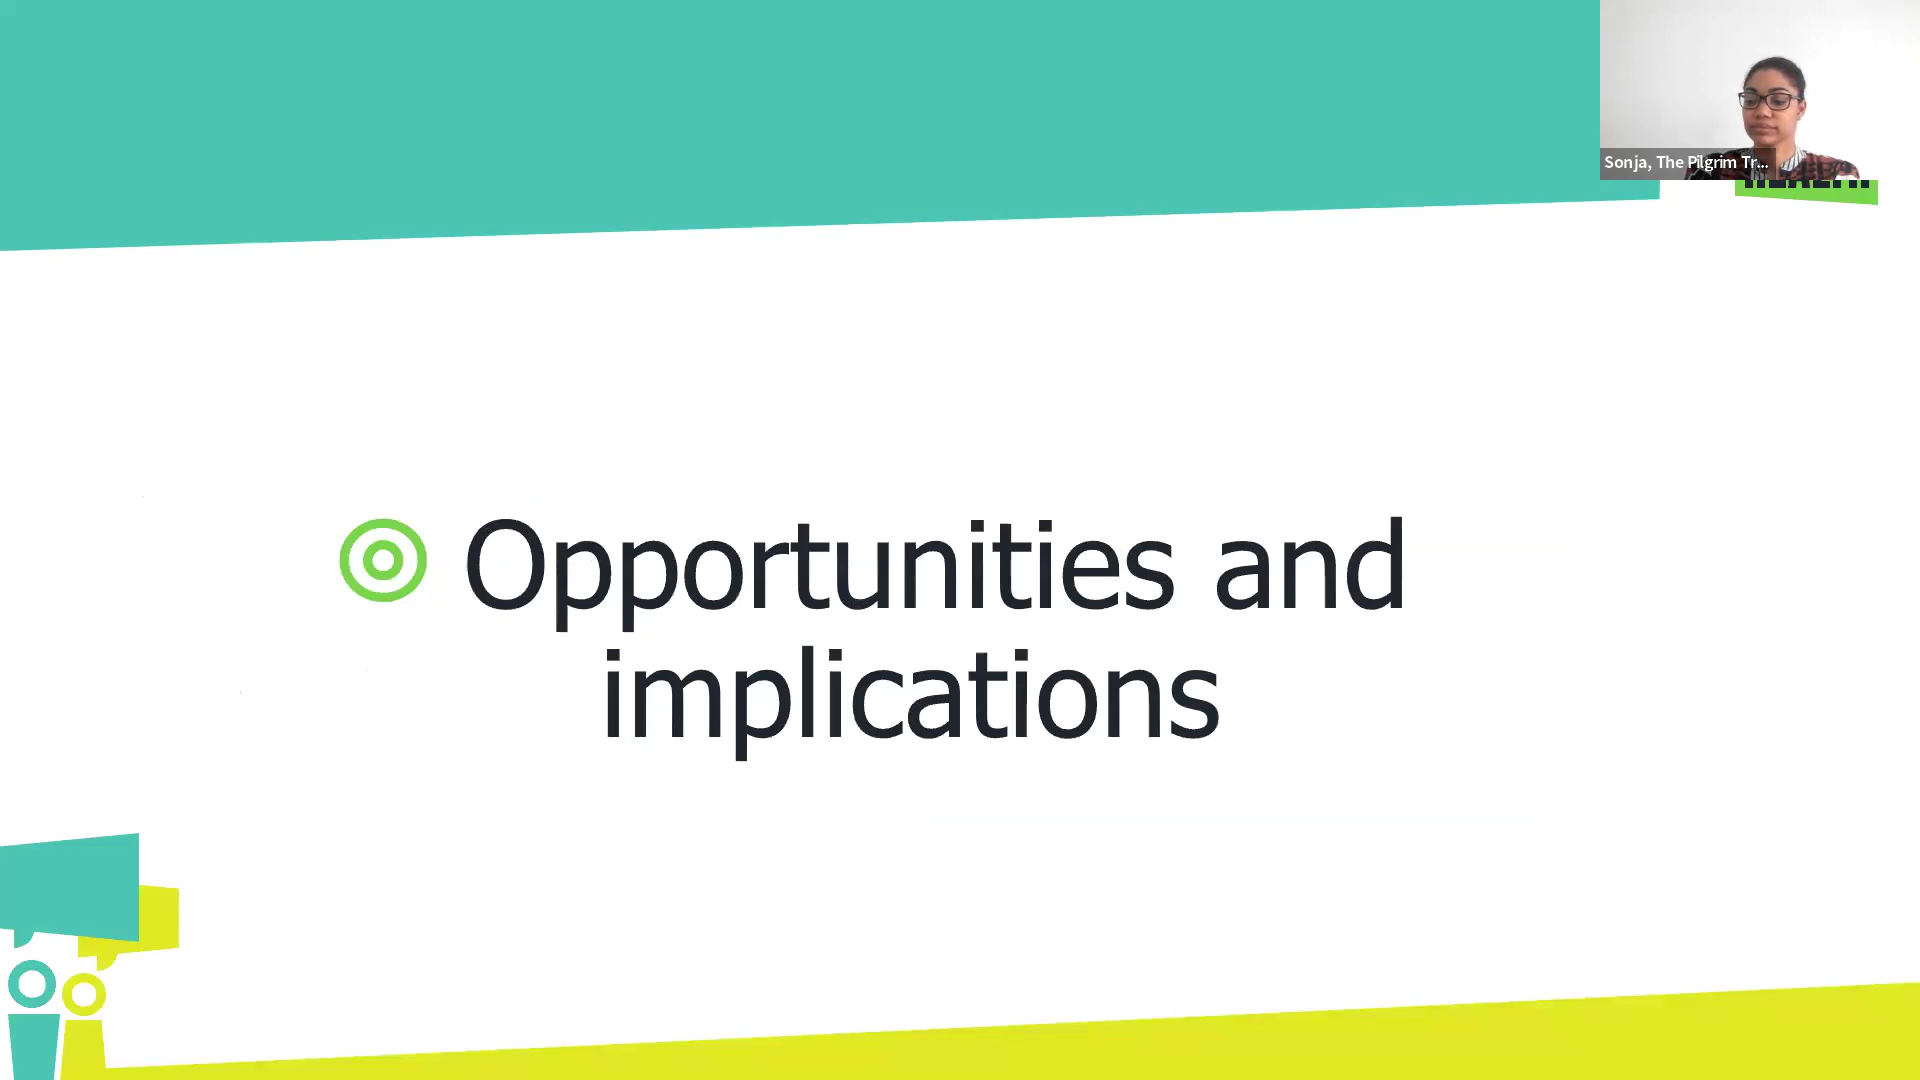 Sonja, The Pilgrim Tr...
Opportunities and
implications